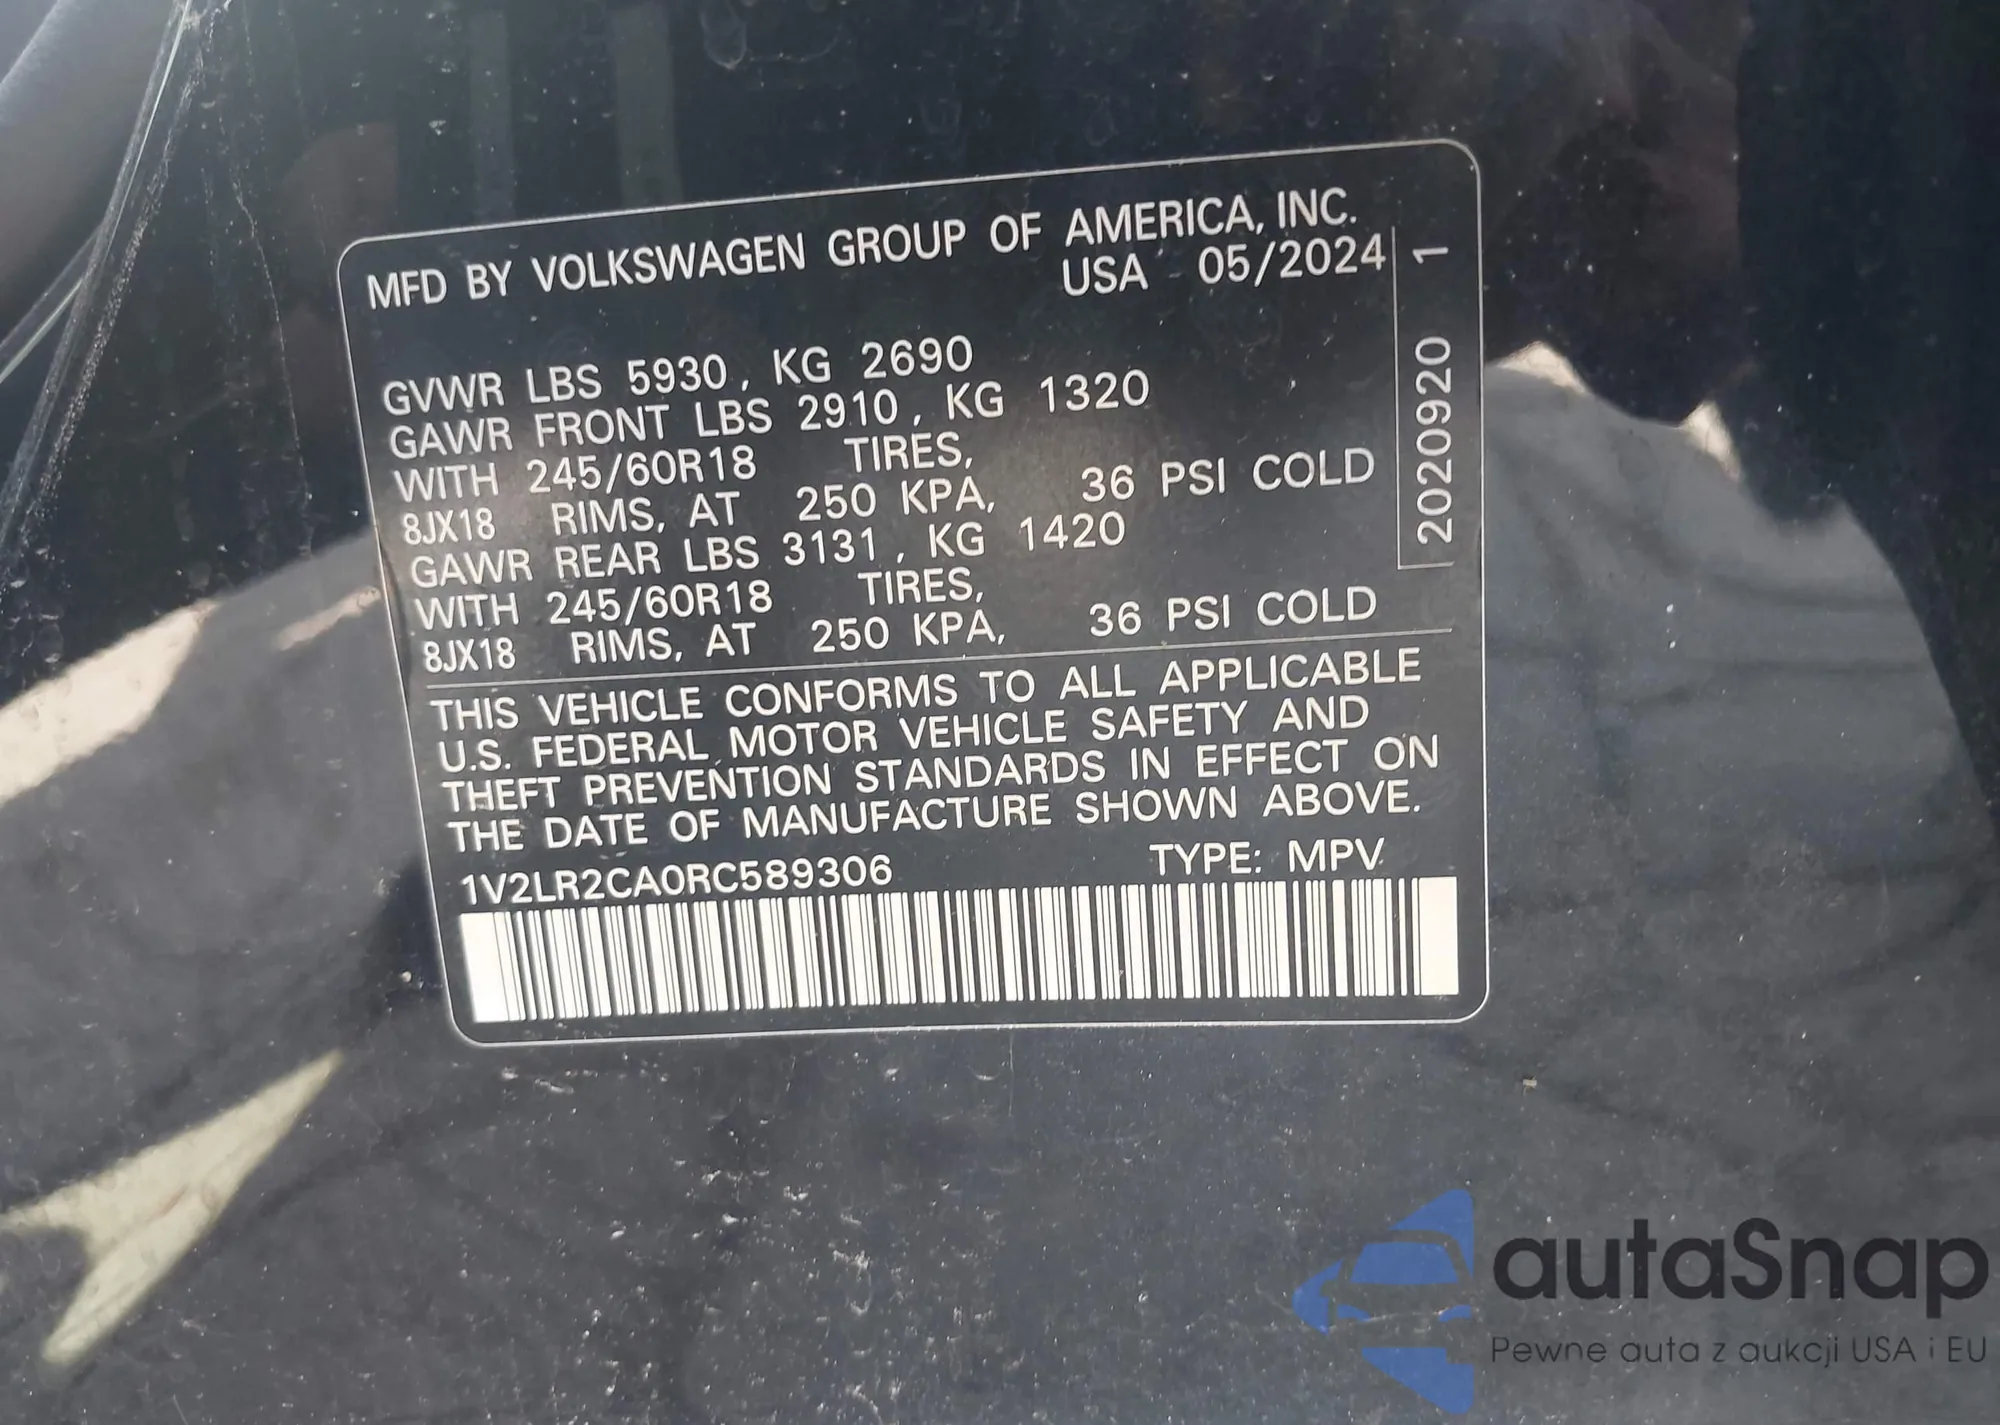 MFD BY VOLKSWAGEN GROUP OF AMERICA, INC.
USA 05/2024
GVWR LBS 5930, KG 2690
GAWR FRONT LBS 2910, KG 1320
WITH 245/60R18 TIRES,
8JX18 RIMS, AT 250 KPA, 36 PSI COLD
GAWR REAR LBS 3131, KG 1420
WITH 245/60R18 TIRES,
8JX18 RIMS, AT 250 KPA, 36 PSI COLD
2020920 1
THIS VEHICLE CONFORMS TO ALL APPLICABLE
U.S. FEDERAL MOTOR VEHICLE SAFETY AND
THEFT PREVENTION STANDARDS IN EFFECT ON
THE DATE OF MANUFACTURE SHOWN ABOVE.
1V2LR2CA0RC589306 TYPE: MPV
autaSnap
Pewne auta z aukcji USA i EU